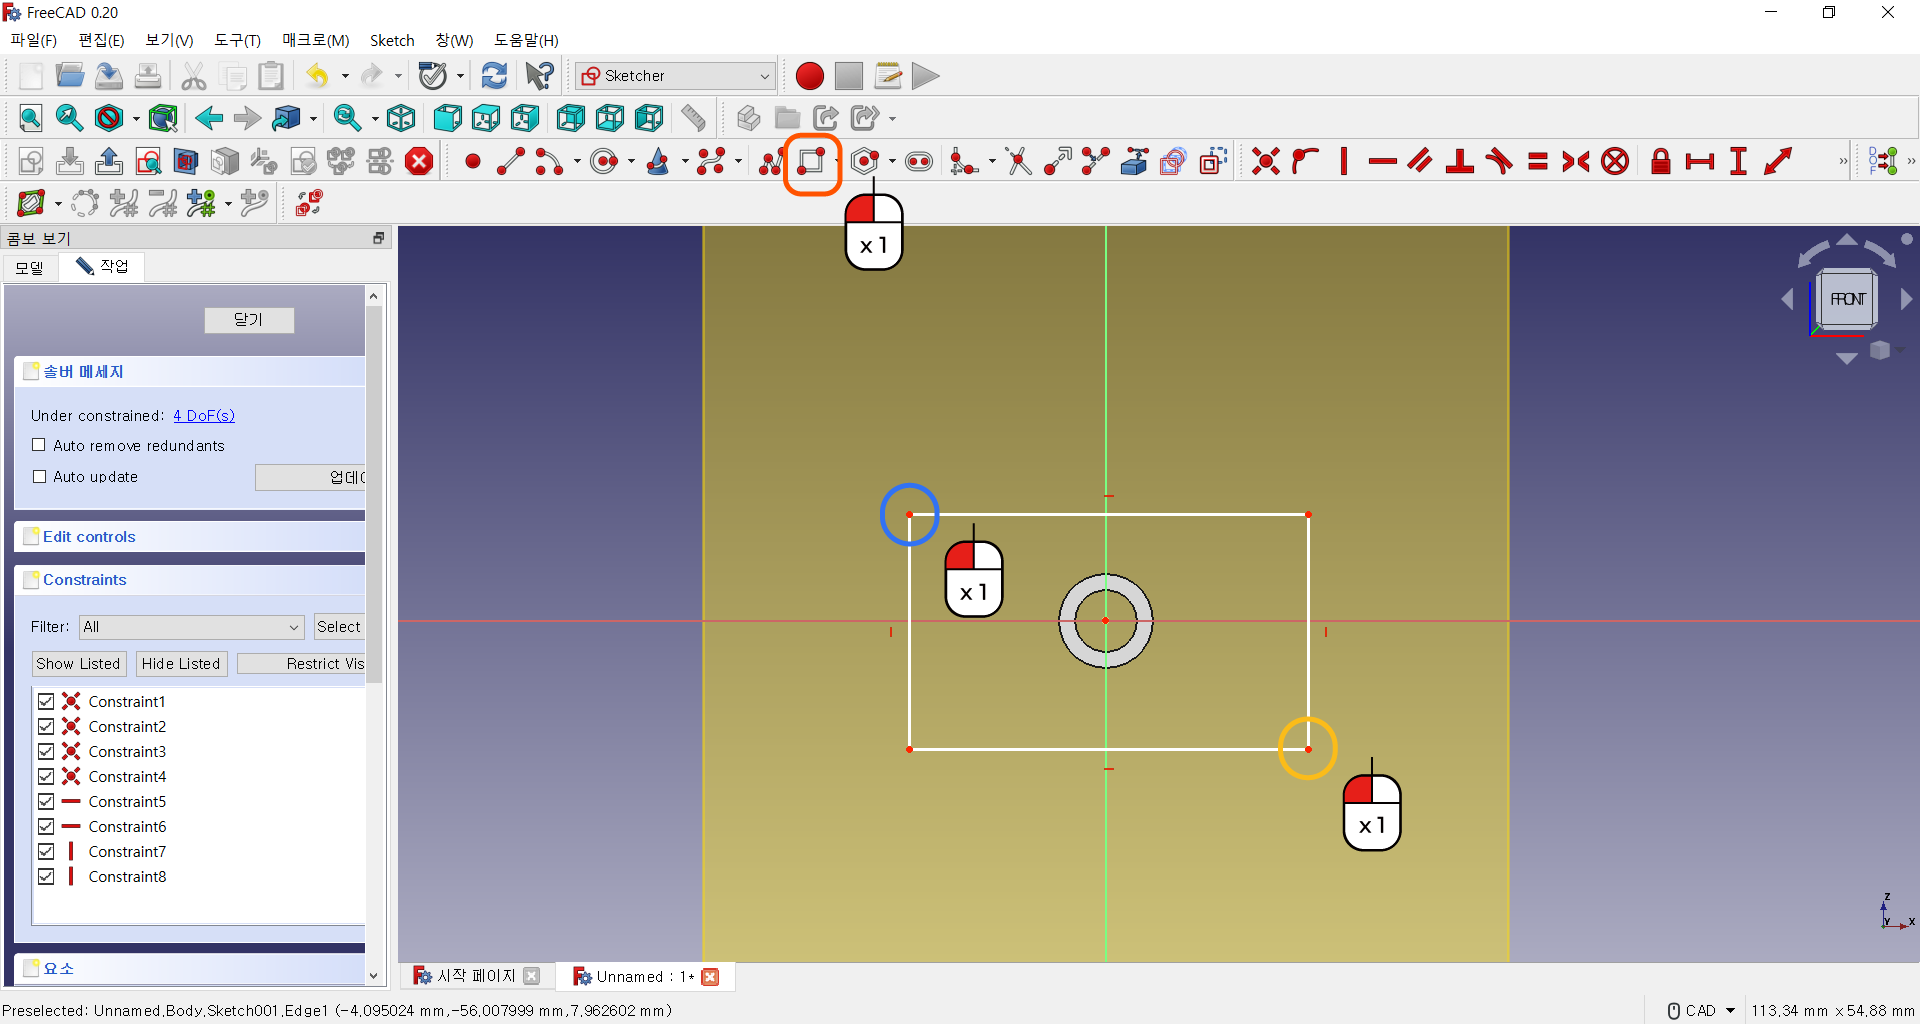 FreeCAD 0.20
파일(F) 편집(E) 보기(V) 도구(T) 매크로(M) Sketch 창(W) 도움말(H)
Sketcher
x 1
콤보 보기
모델 작업
닫기
솔버 메세지
Under constrained: 4 DoF(s)
Auto remove redundants
Auto update
Edit controls
Constraints
Filter: All Select
Show Listed Hide Listed Restrict Vis
Constraint1
Constraint2
Constraint3
Constraint4
Constraint5
Constraint6
Constraint7
Constraint8
요소
FRONT
x 1
x 1
Z
Y X
시작 페이지 Unnamed : 1*
Preselected: Unnamed.Body.Sketch001.Edge1 (-4.095024 mm,-56.007999 mm,7.962602 mm)
CAD 113.34 mm x 54.88 mm